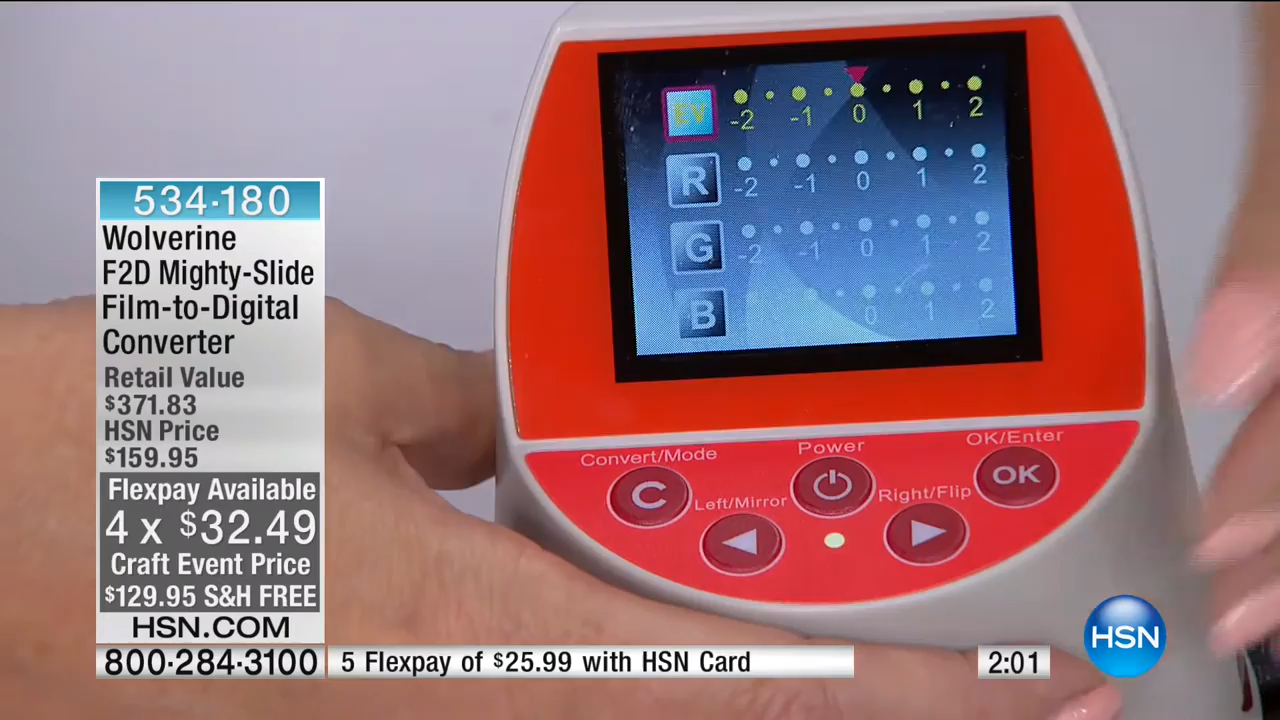 534·180
Wolverine
F2D Mighty-Slide
Film-to-Digital
Converter
Retail Value
$371.83
HSN Price
$159.95
Flexpay Available
4 x $32.49
Craft Event Price
$129.95 S&H FREE
HSN.COM
800·284·3100
5 Flexpay of $25.99 with HSN Card
2:01
HSN
EV -2 -1 0 1 2
R -2 -1 0 1 2
G -2 -1 0 1 2
B 0 1 2
Convert/Mode
Power
OK/Enter
C
OK
Left/Mirror
Right/Flip